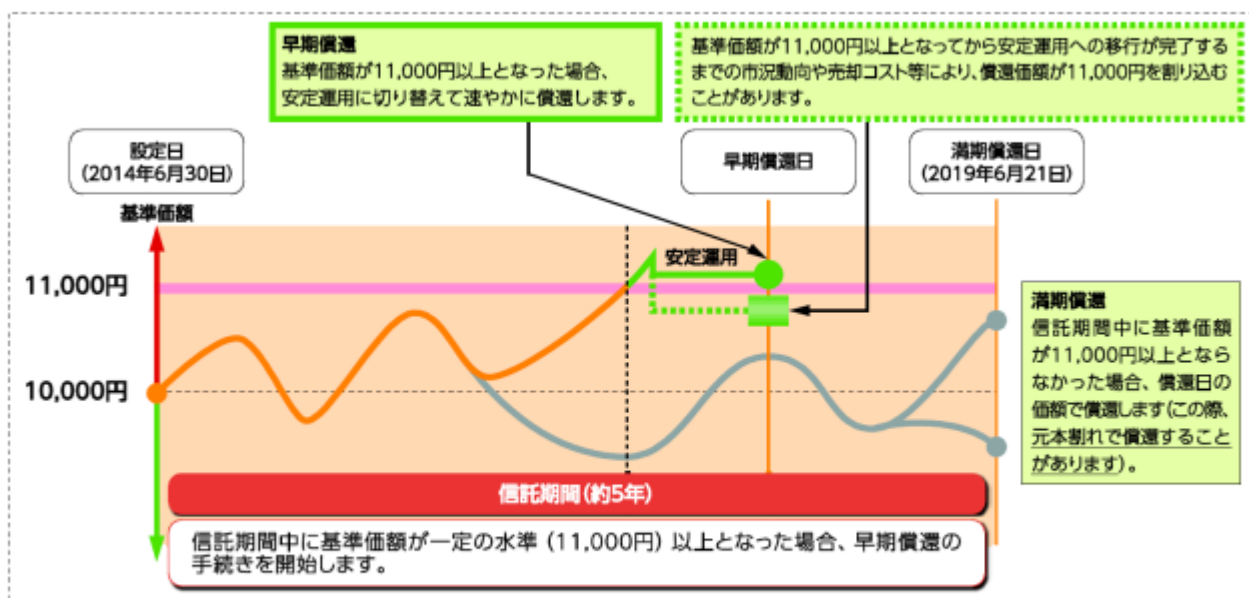 早期償還
基準価額が11,000円以上となった場合、
安定運用に切り替えて速やかに償還します。
基準価額が11,000円以上となってから安定運用への移行が完了する
までの市況動向や売却コスト等により、償還価額が11,000円を割り込む
ことがあります。
設定日
(2014年6月30日)
早期償還日
満期償還日
(2019年6月21日)
基準価額
安定運用
11,000円
10,000円
満期償還
信託期間中に基準価額
が11,000円以上となら
なかった場合、償還日の
価額で償還します(この際、
元本割れで償還すること
があります)。
信託期間(約5年)
信託期間中に基準価額が一定の水準(11,000円)以上となった場合、早期償還の
手続きを開始します。